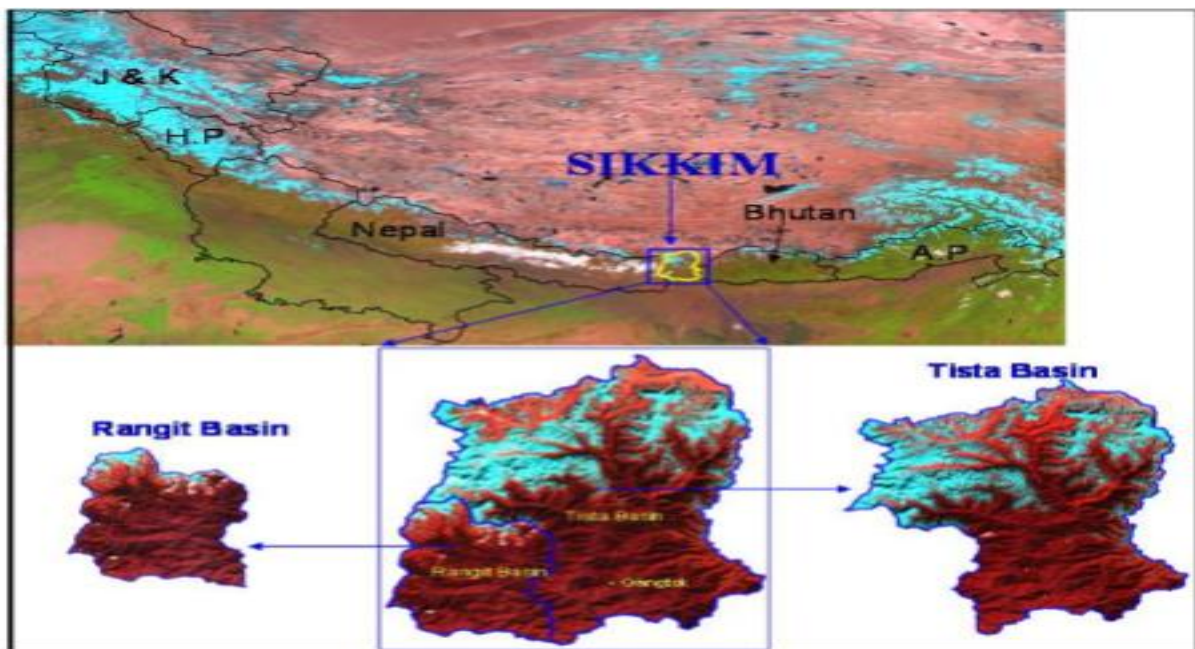 J & K
H.P
SIKKIM
Nepal
Bhutan
A.P
Tista Basin
Rangit Basin
Tista Basin
Rangit Basin
- Gangtok